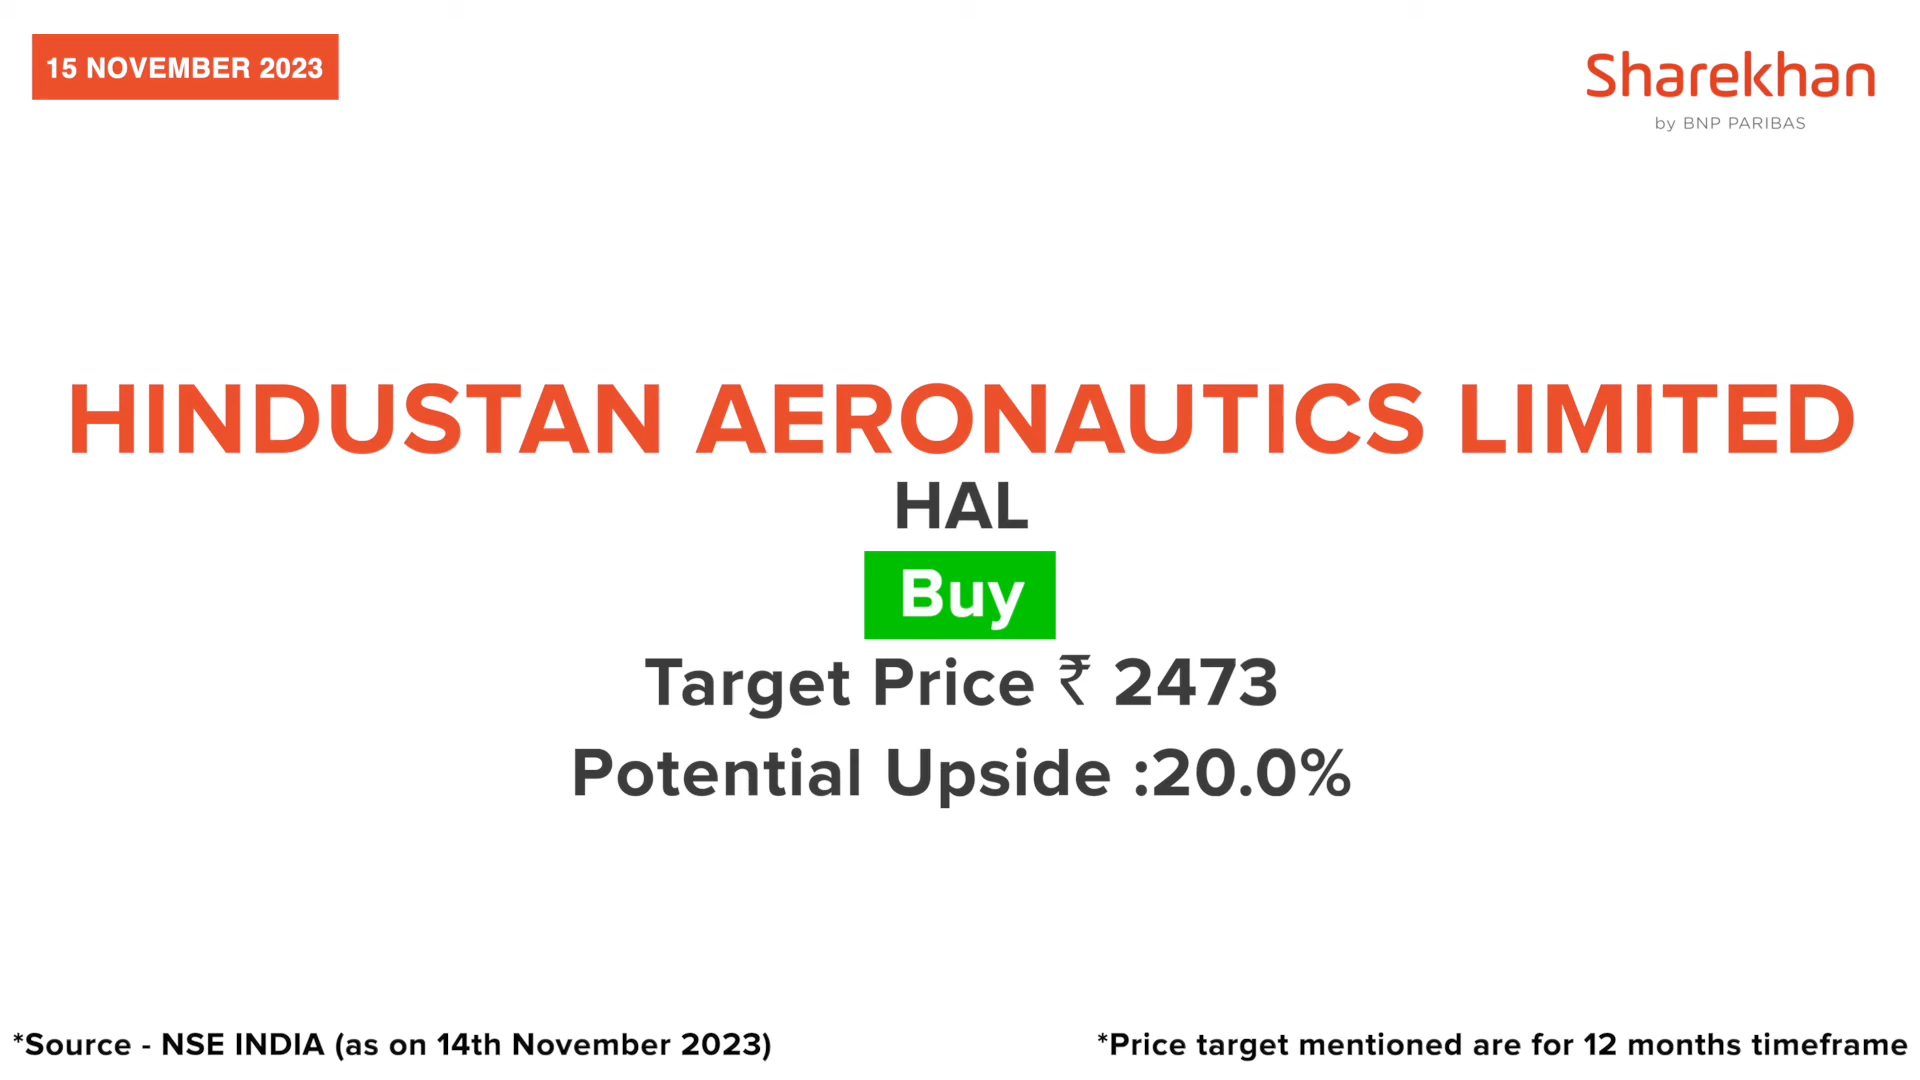 15 NOVEMBER 2023
Sharekhan
by BNP PARIBAS
HINDUSTAN AERONAUTICS LIMITED
HAL
Buy
Target Price ₹ 2473
Potential Upside :20.0%
*Source - NSE INDIA (as on 14th November 2023)
*Price target mentioned are for 12 months timeframe